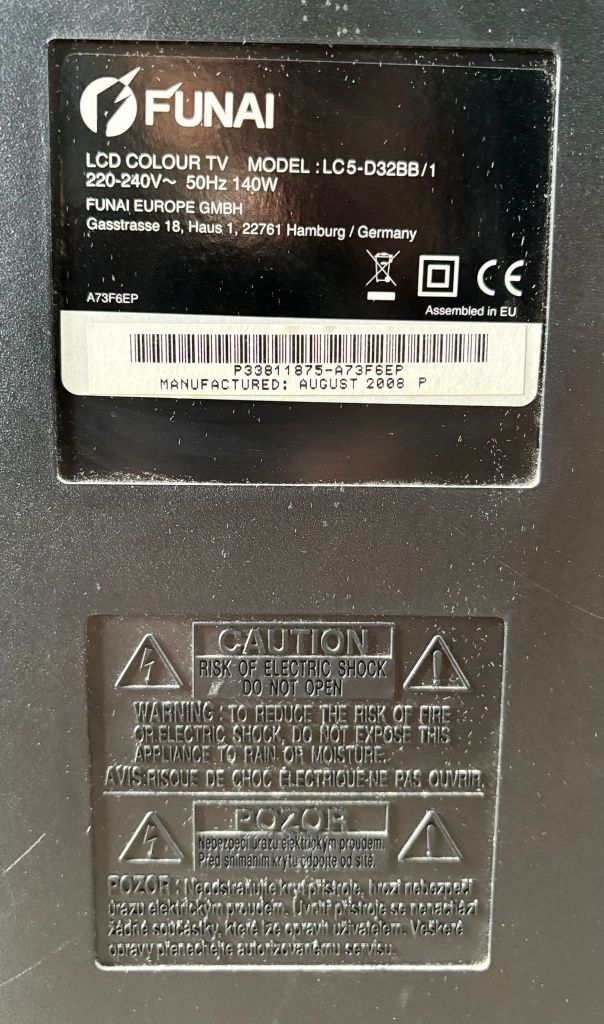 FUNAI
LCD COLOUR TV MODEL : LC5-D32BB/1
220-240V~ 50Hz 140W
FUNAI EUROPE GMBH
Gasstrasse 18, Haus 1, 22761 Hamburg / Germany
A73F6EP
CE
Assembled in EU
P33811875-A73F6EP
MANUFACTURED: AUGUST 2008 P
CAUTION
RISK OF ELECTRIC SHOCK
DO NOT OPEN
WARNING : TO REDUCE THE RISK OF FIRE
OR ELECTRIC SHOCK, DO NOT EXPOSE THIS
APPLIANCE TO RAIN OR MOISTURE.
AVIS:RISQUE DE CHOC ÉLECTRIQUE-NE PAS OUVRIR.
POZOR
Nebezpečí úrazu elektrickým proudem.
Před snímáním krytu odpojte od sítě.
POZOR : Neodstraňujte kryt přístroje, hrozí nebezpečí
úrazu elektrickým proudem. Uvnitř přístroje se nenachází
žádné součástky, které lze opravit uživatelem. Veškeré
opravy přenechejte autorizovanému servisu.